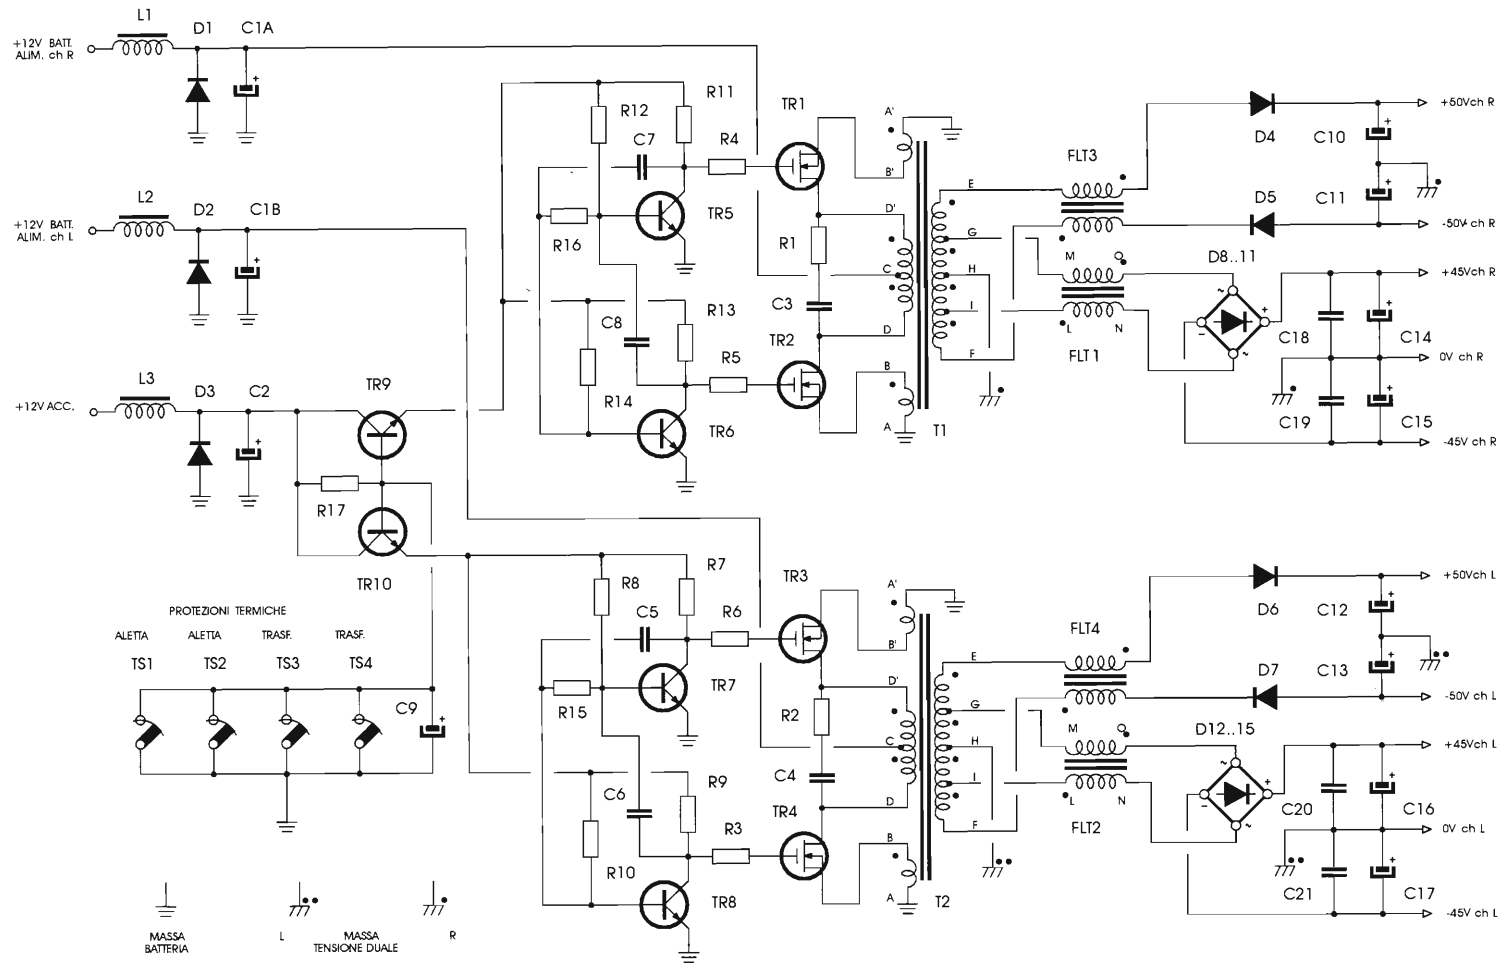 L1
D1
C1A
+12V BATT.
ALIM. ch R
L2
D2
C1B
+12V BATT.
ALIM. ch L
L3
D3
C2
+12V ACC.
TR9
R17
TR10
PROTEZIONI TERMICHE
ALETTA
ALETTA
TRASF.
TRASF.
TS1
TS2
TS3
TS4
C9
+
MASSA
BATTERIA
L
MASSA
TENSIONE DUALE
R
R12
R11
C7
R4
TR1
R16
TR5
R1
C8
R13
C3
TR2
R5
R14
TR6
A'
B'
D'
C
D
B
A
T1
E
G
H
I
F
FLT3
M
O
L
N
FLT1
D4
D5
D8..11
C10
C11
C18
C19
C14
C15
+50Vch R
-50V ch R
+45Vch R
0V ch R
-45V ch R
R8
R7
C5
R6
TR3
R15
TR7
R2
C6
R9
C4
TR4
R3
R10
TR8
A'
B'
D'
C
D
B
A
T2
E
G
H
I
F
FLT4
M
O
L
N
FLT2
D6
D7
D12..15
C12
C13
C20
C21
C16
C17
+50Vch L
-50V ch L
+45Vch L
0V ch L
-45V ch L